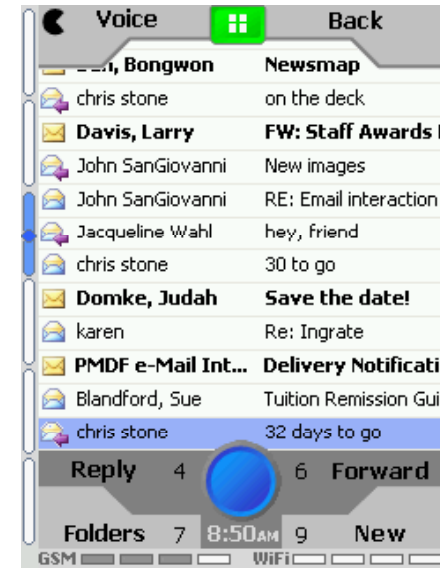 Voice Back
Bongwon Newsmap
chris stone on the deck
Davis, Larry FW: Staff Awards
John SanGiovanni New images
John SanGiovanni RE: Email interaction
Jacqueline Wahl hey, friend
chris stone 30 to go
Domke, Judah Save the date!
karen Re: Ingrate
PMDF e-Mail Int... Delivery Notificati
Blandford, Sue Tuition Remission Gui
chris stone 32 days to go
Reply 4 6 Forward
Folders 7 8:50AM 9 New
GSM WiFi